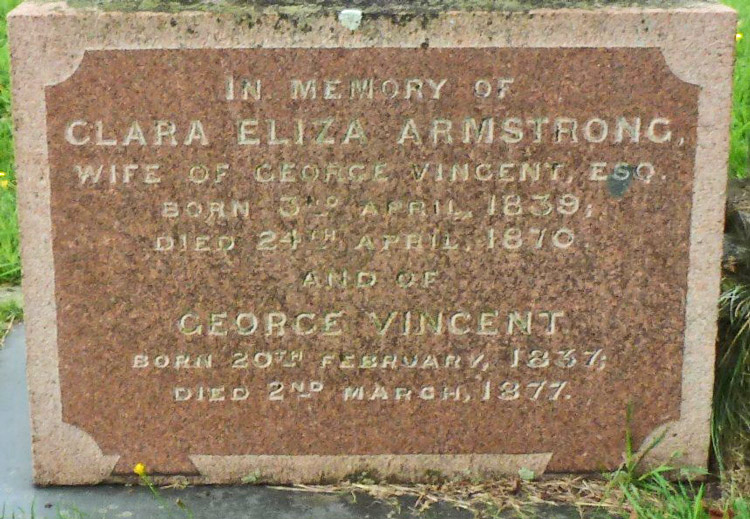 IN MEMORY OF
CLARA ELIZA ARMSTRONG,
WIFE OF GEORGE VINCENT, ESQ.
BORN 3RD APRIL, 1839;
DIED 24TH APRIL, 1870.
AND OF
GEORGE VINCENT
BORN 20TH FEBRUARY, 1837;
DIED 2ND MARCH, 1877.